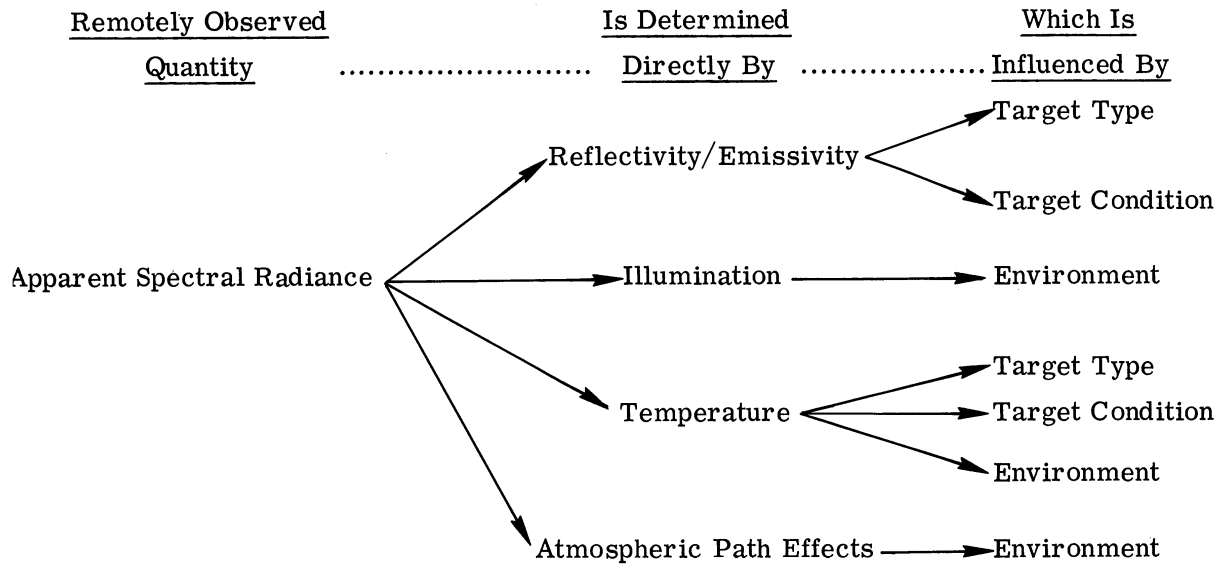 Remotely Observed Is Determined Which Is
Quantity ......................... Directly By .................. Influenced By
Target Type
Reflectivity/Emissivity
Target Condition
Apparent Spectral Radiance Illumination Environment
Target Type
Temperature Target Condition
Environment
Atmospheric Path Effects Environment